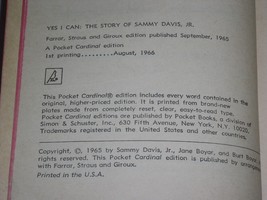 YES I CAN: THE STORY OF SAMMY DAVIS, JR.
Farrar, Straus and Giroux edition published September, 1965
A Pocket Cardinal edition
1st printing..........August, 1966
This Pocket Cardinal® edition includes every word contained in the
original, higher-priced edition. It is printed from brand-new
plates made from completely reset, clear, easy-to-read type. Pocket
Cardinal editions are published by Pocket Books, a division of
Simon & Schuster, Inc., 630 Fifth Avenue, New York, N.Y. 10020.
Trademarks registered in the United States and other countries.
Copyright, ©, 1965 by Sammy Davis, Jr., Jane Boyar, and Burt
reserved. This Pocket Cardinal edition is published by
with Farrar, Straus and Giroux.
Printed in the U.S.A.